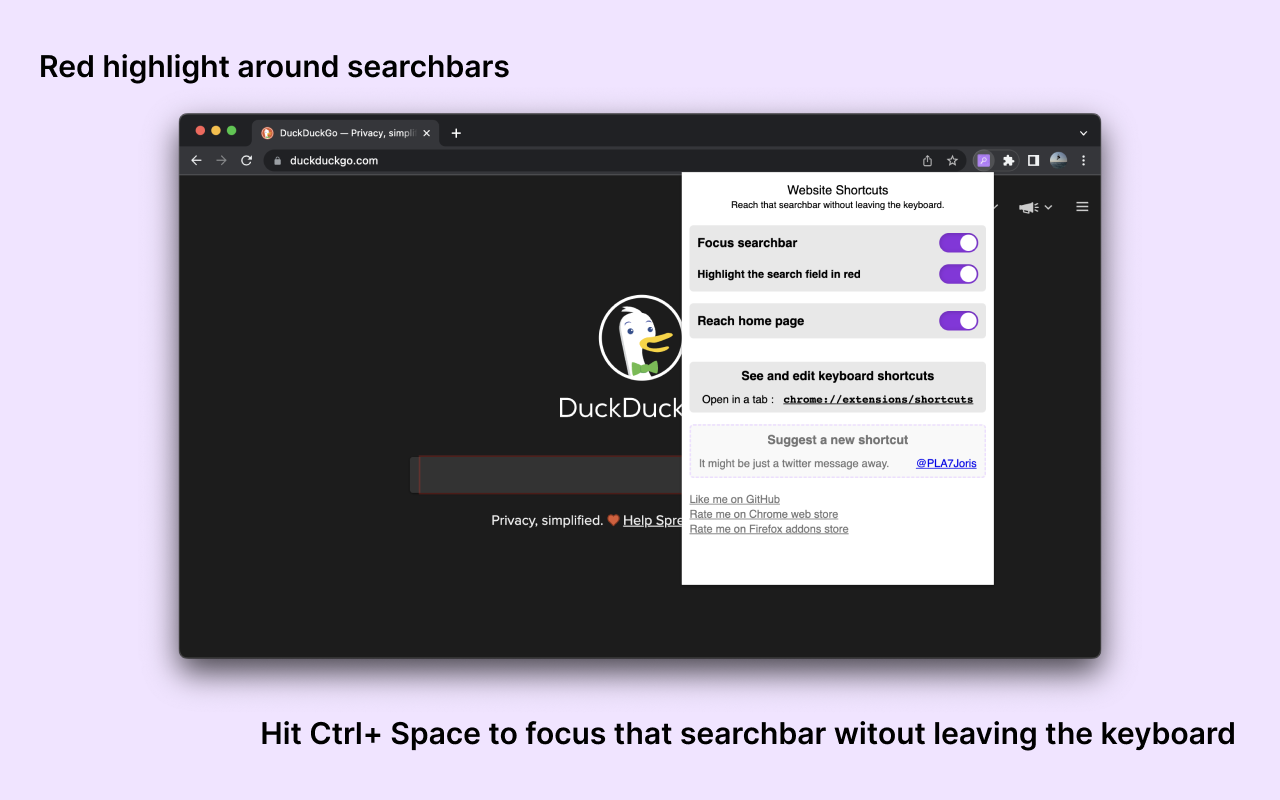 Red highlight around searchbars
DuckDuckGo — Privacy, simpli
duckduckgo.com
Website Shortcuts
Reach that searchbar without leaving the keyboard.
Focus searchbar
Highlight the search field in red
Reach home page
See and edit keyboard shortcuts
Open in a tab : chrome://extensions/shortcuts
Suggest a new shortcut
It might be just a twitter message away. @PLA7Joris
Like me on GitHub
Rate me on Chrome web store
Rate me on Firefox addons store
DuckDuck
Privacy, simplified. Help Spre
Hit Ctrl+ Space to focus that searchbar witout leaving the keyboard